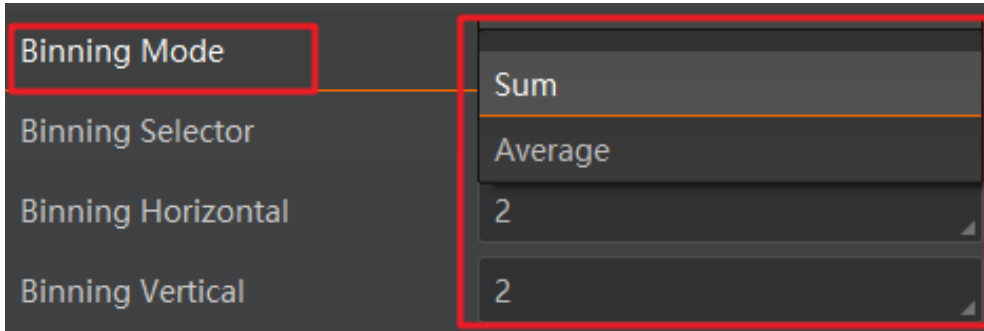 Binning Mode
Sum
Binning Selector
Average
Binning Horizontal 2
Binning Vertical 2